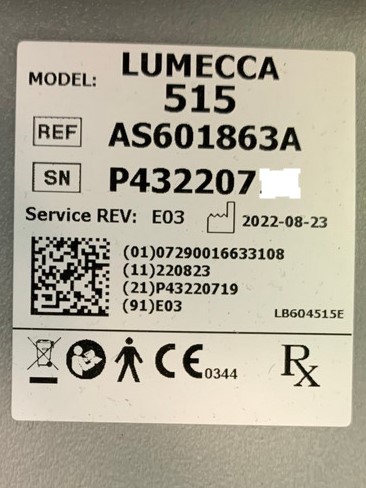 MODEL: LUMECCA
515
REF AS601863A
SN P432207
Service REV: E03 2022-08-23
(01)07290016633108
(11)220823
(21)P43220719
(91)E03
LB604515E
CE 0344 Rx